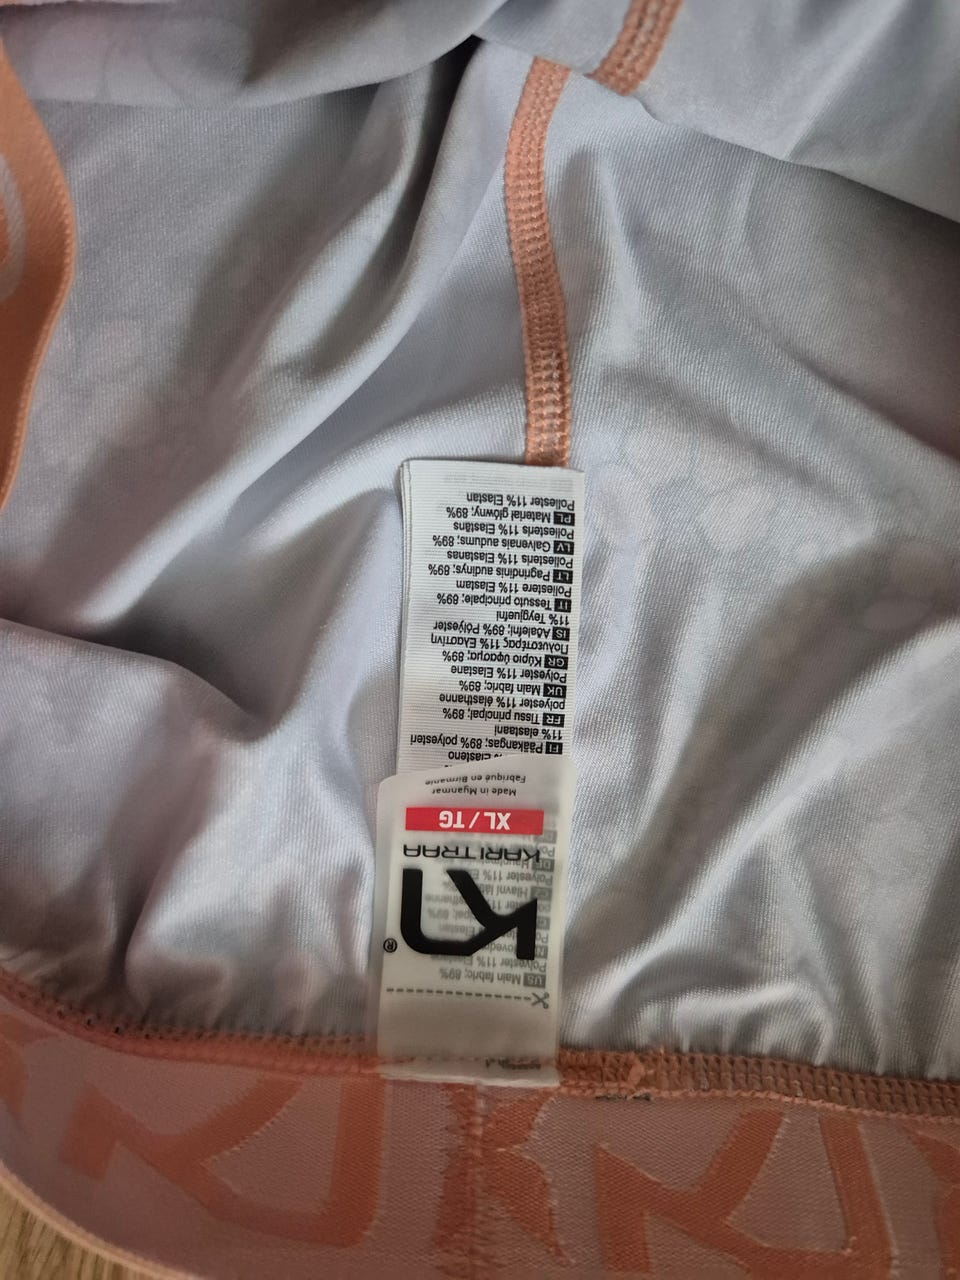 US Main fabric; 89%
Polyester 11%
KJ®
KARI TRAA
XL / TG
Made in Myanmar
Fabriqué en Birmanie
% Elasteno
FI Pääkangas; 89% polyesteri
11% elastaani
FR Tissu principal; 89%
polyester 11% élasthanne
UK Main fabric; 89%
Polyester 11% Elastane
GR Κύριο ύφασμα; 89%
Πολυεστέρας 11% Ελαστίνη
IS Aðalefni; 89% Pólýester
11% Teygjuefni
IT Tessuto principale; 89%
Poliestere 11% Elastam
LT Pagrindinis audinys; 89%
Poliesteris 11% Elastanas
LV Galvenais audums; 89%
Poliesteris 11% Elastāns
PL Materiał główny; 89%
Poliester 11% Elastan